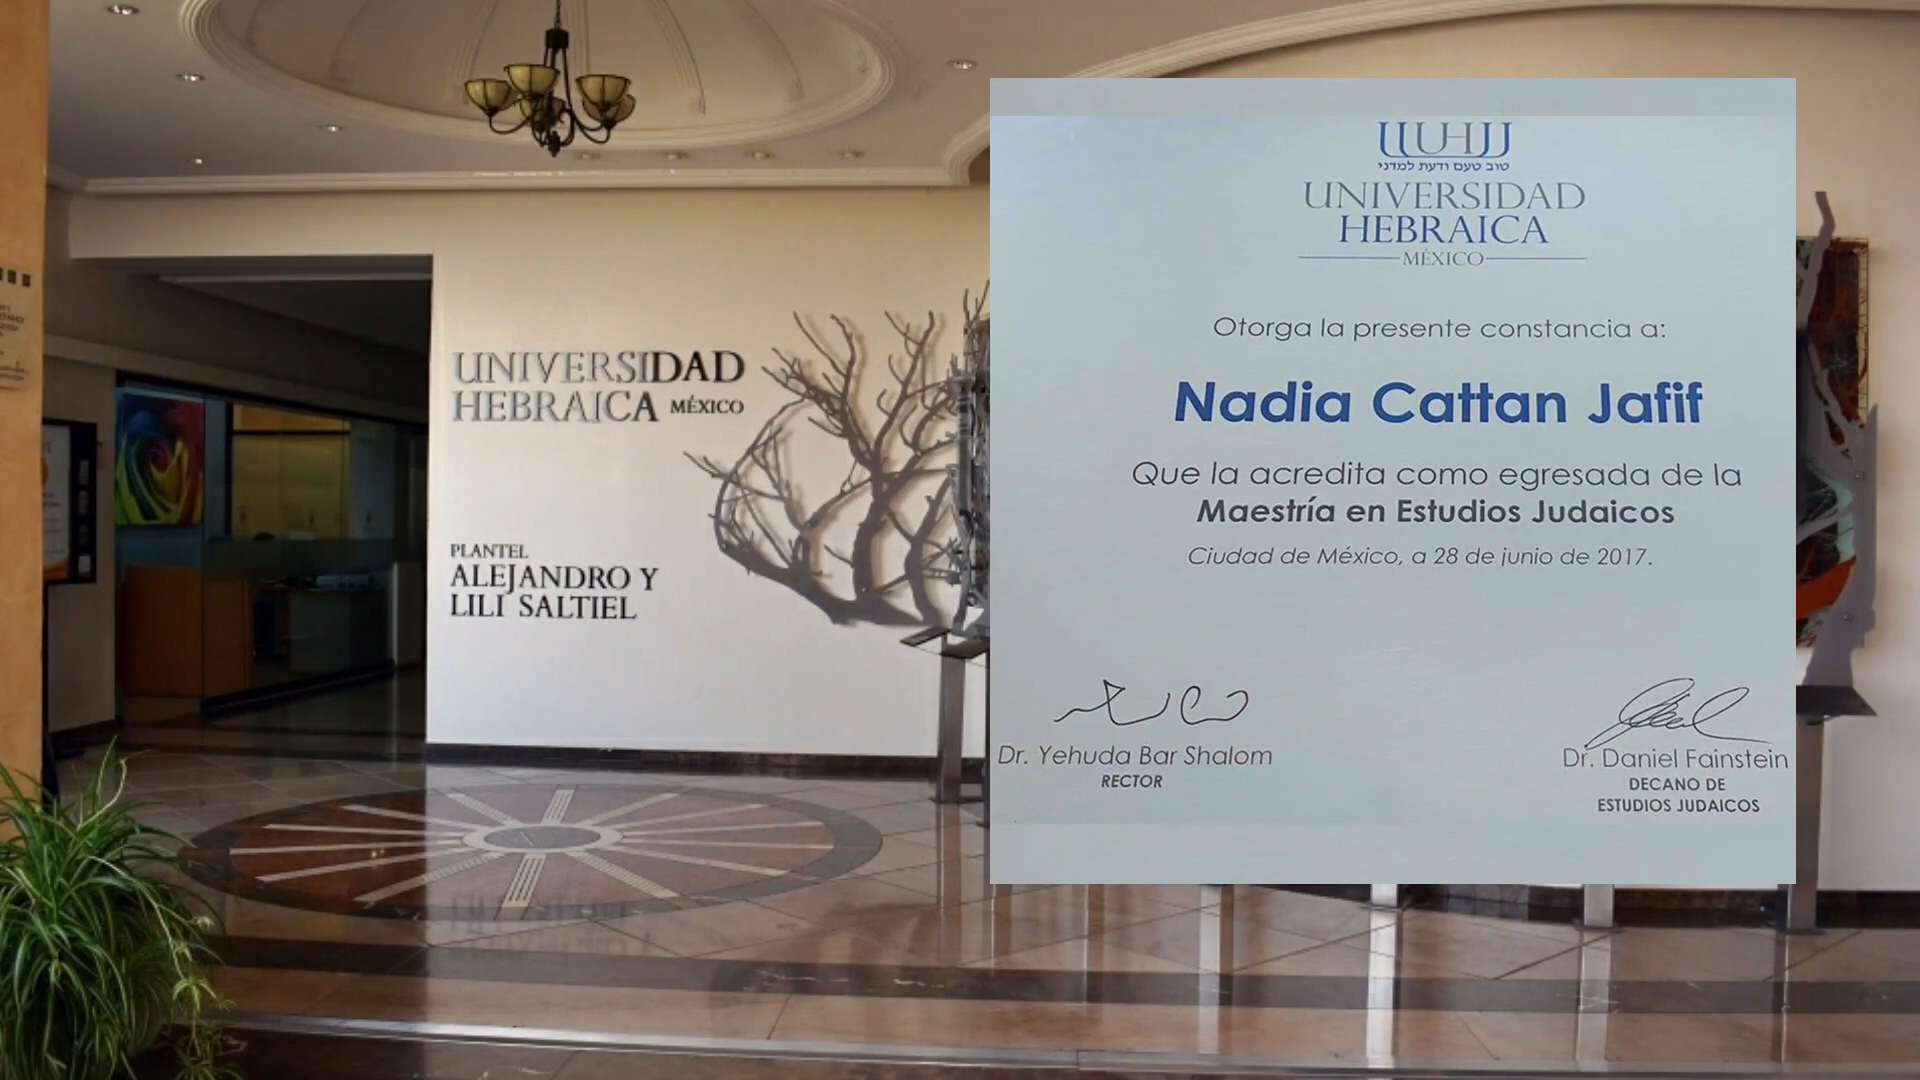 UNIVERSIDAD
HEBRAICA MÉXICO
PLANTEL
ALEJANDRO Y
LILI SALTIEL
UHJ
טוב טעם ודעת למדני
UNIVERSIDAD
HEBRAICA
MÉXICO
Otorga la presente constancia a:
Nadia Cattan Jafif
Que la acredita como egresada de la
Maestría en Estudios Judaicos
Ciudad de México, a 28 de junio de 2017.
Dr. Yehuda Bar Shalom
RECTOR
Dr. Daniel Fainstein
DECANO DE
ESTUDIOS JUDAICOS